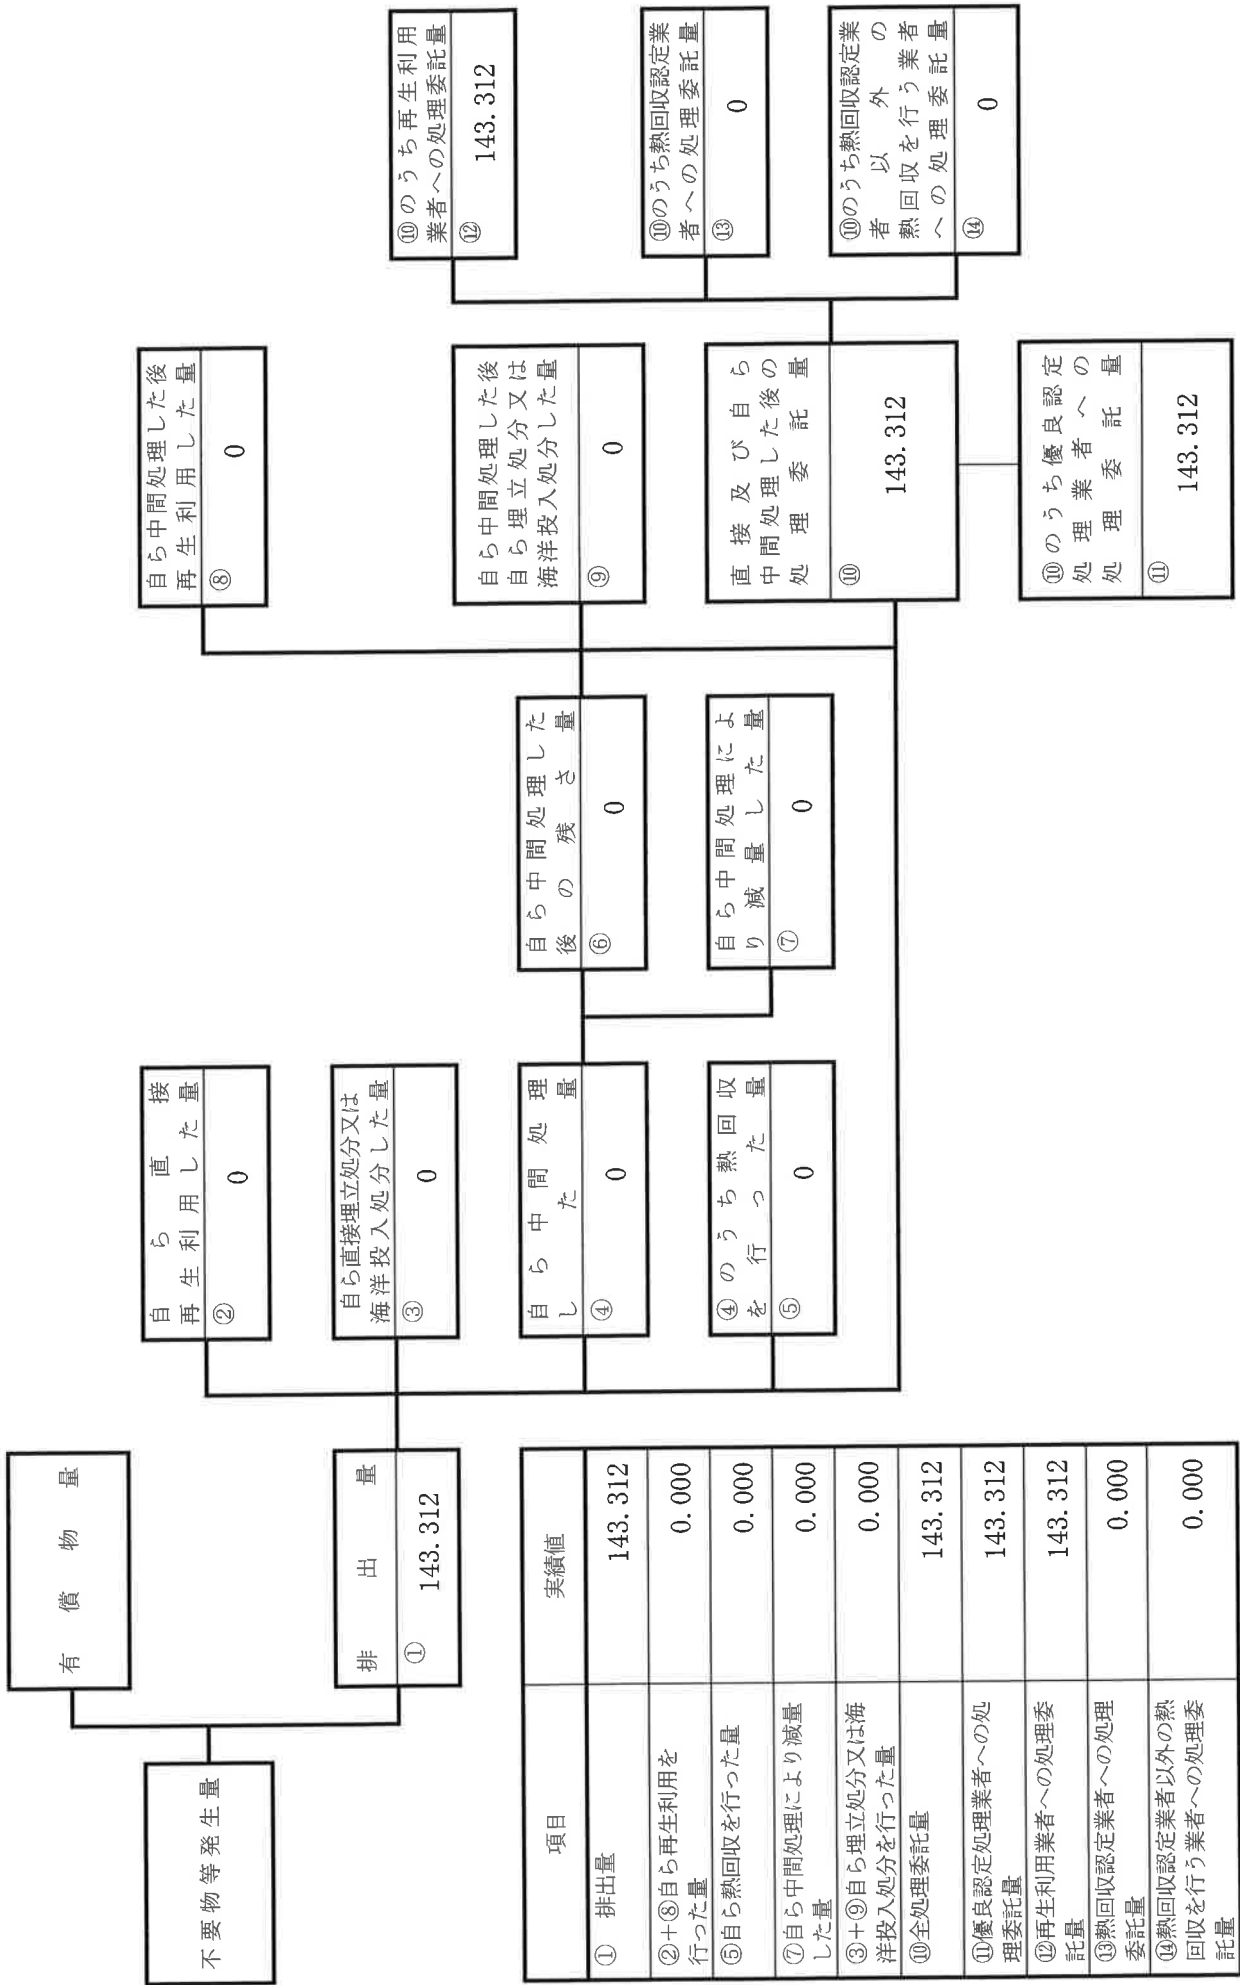 不要物等発生量
有償物量
排出量
① 143.312
自ら直接
再生利用した量
② 0
自ら直接埋立処分又は
海洋投入処分した量
③ 0
自ら中間処理
した量
④ 0
④のうち熱回収
を行った量
⑤ 0
自ら中間処理した
後の残さ量
⑥ 0
自ら中間処理によ
り減量した量
⑦ 0
自ら中間処理した後
再生利用した量
⑧ 0
自ら中間処理した後
自ら埋立処分又は
海洋投入処分した量
⑨ 0
直接及び自ら
中間処理した後の
処理委託量
⑩ 143.312
⑩のうち優良認定
処理業者への
処理委託量
⑪ 143.312
⑩のうち再生利用
業者への処理委託量
⑫ 143.312
⑩のうち熱回収認定業
者への処理委託量
⑬ 0
⑩のうち熱回収認定業
者以外の
熱回収を行う業者
への処理委託量
⑭ 0
項目 実績値
① 排出量 143.312
②+⑧自ら再生利用を
行った量 0.000
⑤自ら熱回収を行った量 0.000
⑦自ら中間処理により減量
した量 0.000
③+⑨自ら埋立処分又は海
洋投入処分を行った量 0.000
⑩全処理委託量 143.312
⑪優良認定処理業者への処
理委託量 143.312
⑫再生利用業者への処理委
託量 143.312
⑬熱回収認定業者への処理
委託量 0.000
⑭熱回収認定業者以外の熱
回収を行う業者への処理委
託量 0.000